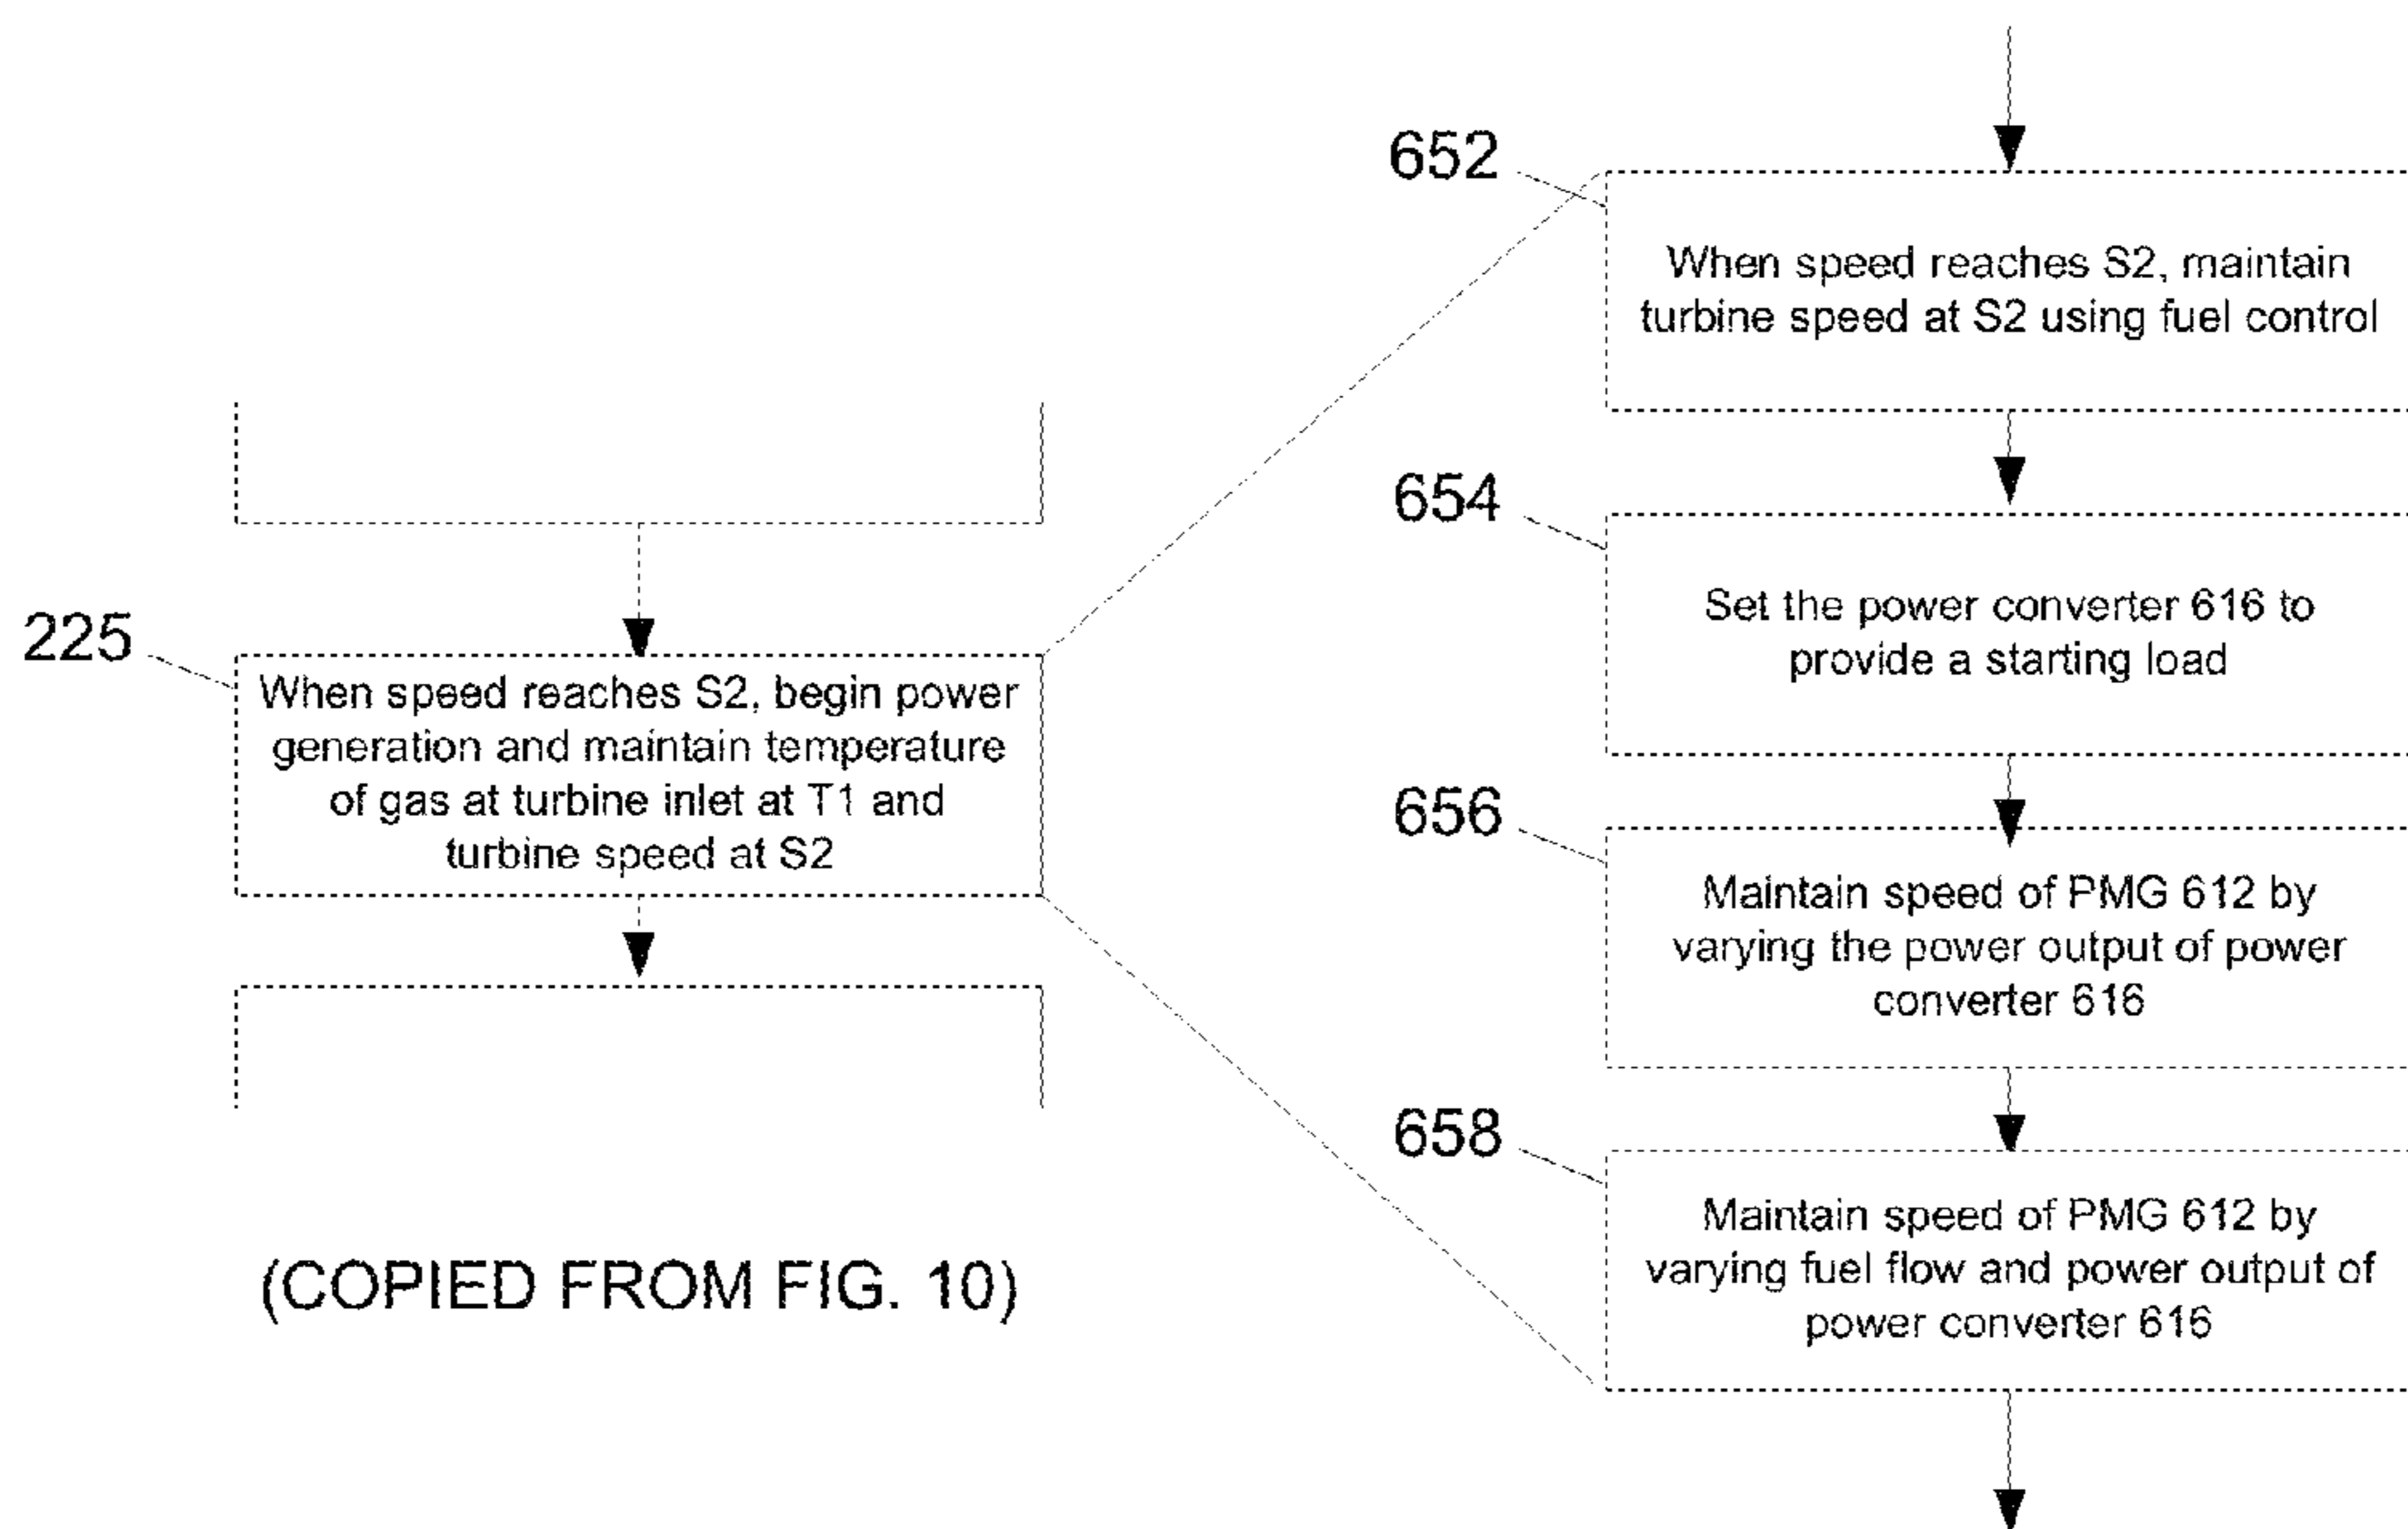 225
When speed reaches S2, begin power
generation and maintain temperature
of gas at turbine inlet at T1 and
turbine speed at S2
(COPIED FROM FIG. 10)
652
When speed reaches S2, maintain
turbine speed at S2 using fuel control
654
Set the power converter 616 to
provide a starting load
656
Maintain speed of PMG 612 by
varying the power output of power
converter 616
658
Maintain speed of PMG 612 by
varying fuel flow and power output of
power converter 616